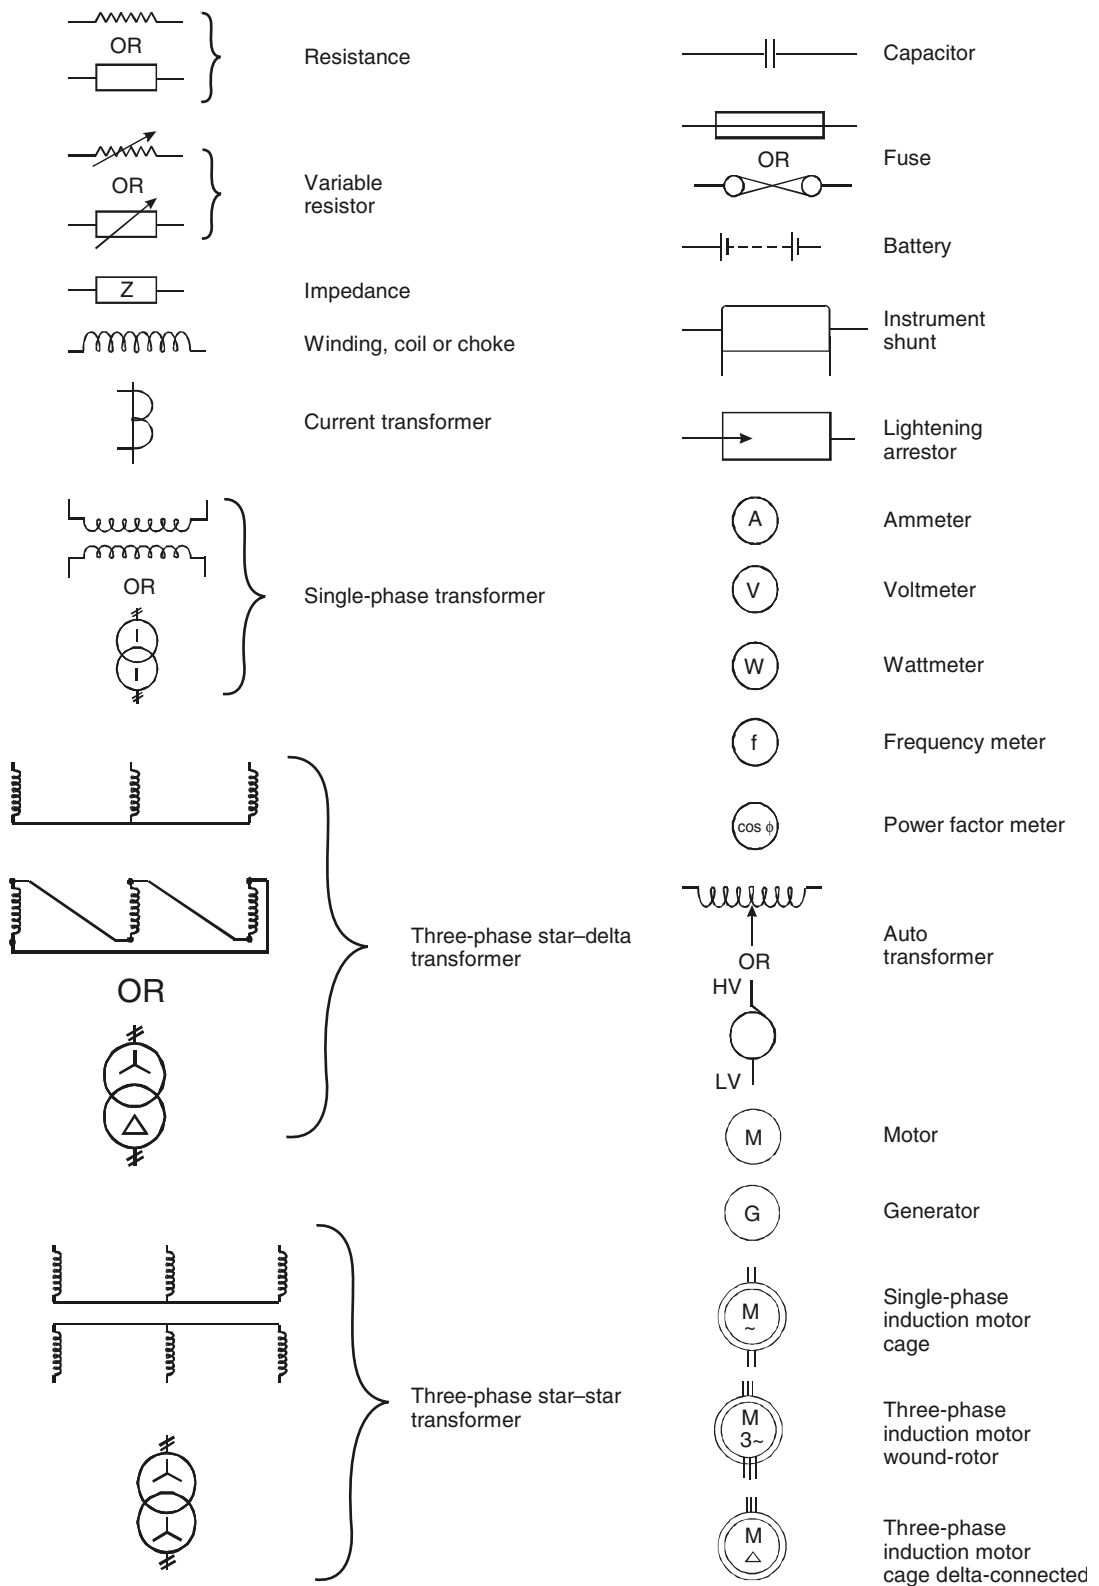 OR
Resistance
OR
Variable
resistor
Z
Impedance
Winding, coil or choke
Current transformer
OR
Single-phase transformer
Three-phase star–delta
transformer
OR
Three-phase star–star
transformer
Capacitor
OR
Fuse
Battery
Instrument
shunt
Lightening
arrestor
A
Ammeter
V
Voltmeter
W
Wattmeter
f
Frequency meter
cos ϕ
Power factor meter
Auto
transformer
OR
HV
LV
M
Motor
G
Generator
M
~
Single-phase
induction motor
cage
M
3~
Three-phase
induction motor
wound-rotor
M
Three-phase
induction motor
cage delta-connected